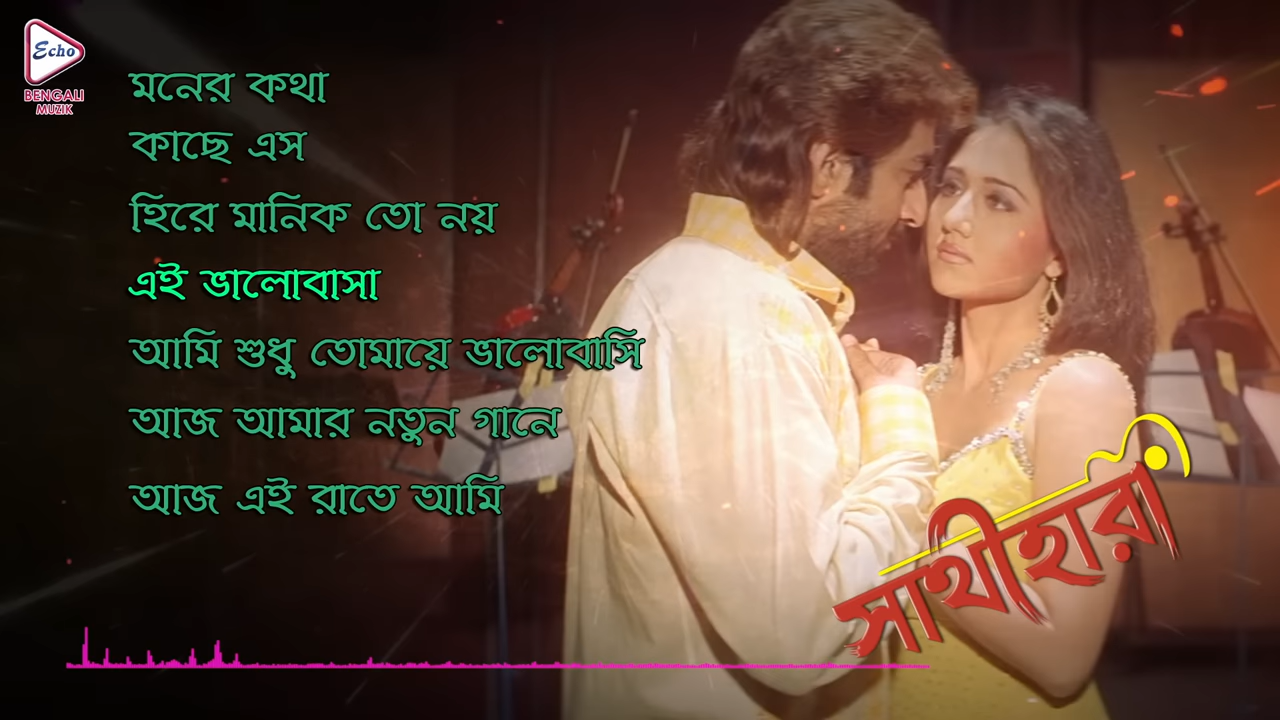 Echo
BENGALI
MUZIK
মনের কথা
কাছে এস
হিরে মানিক তো নয়
এই ভালোবাসা
আমি শুধু তোমায়ে ভালোবাসি
আজ আমার নতুন গানে
আজ এই রাতে আমি
সাথীহারা